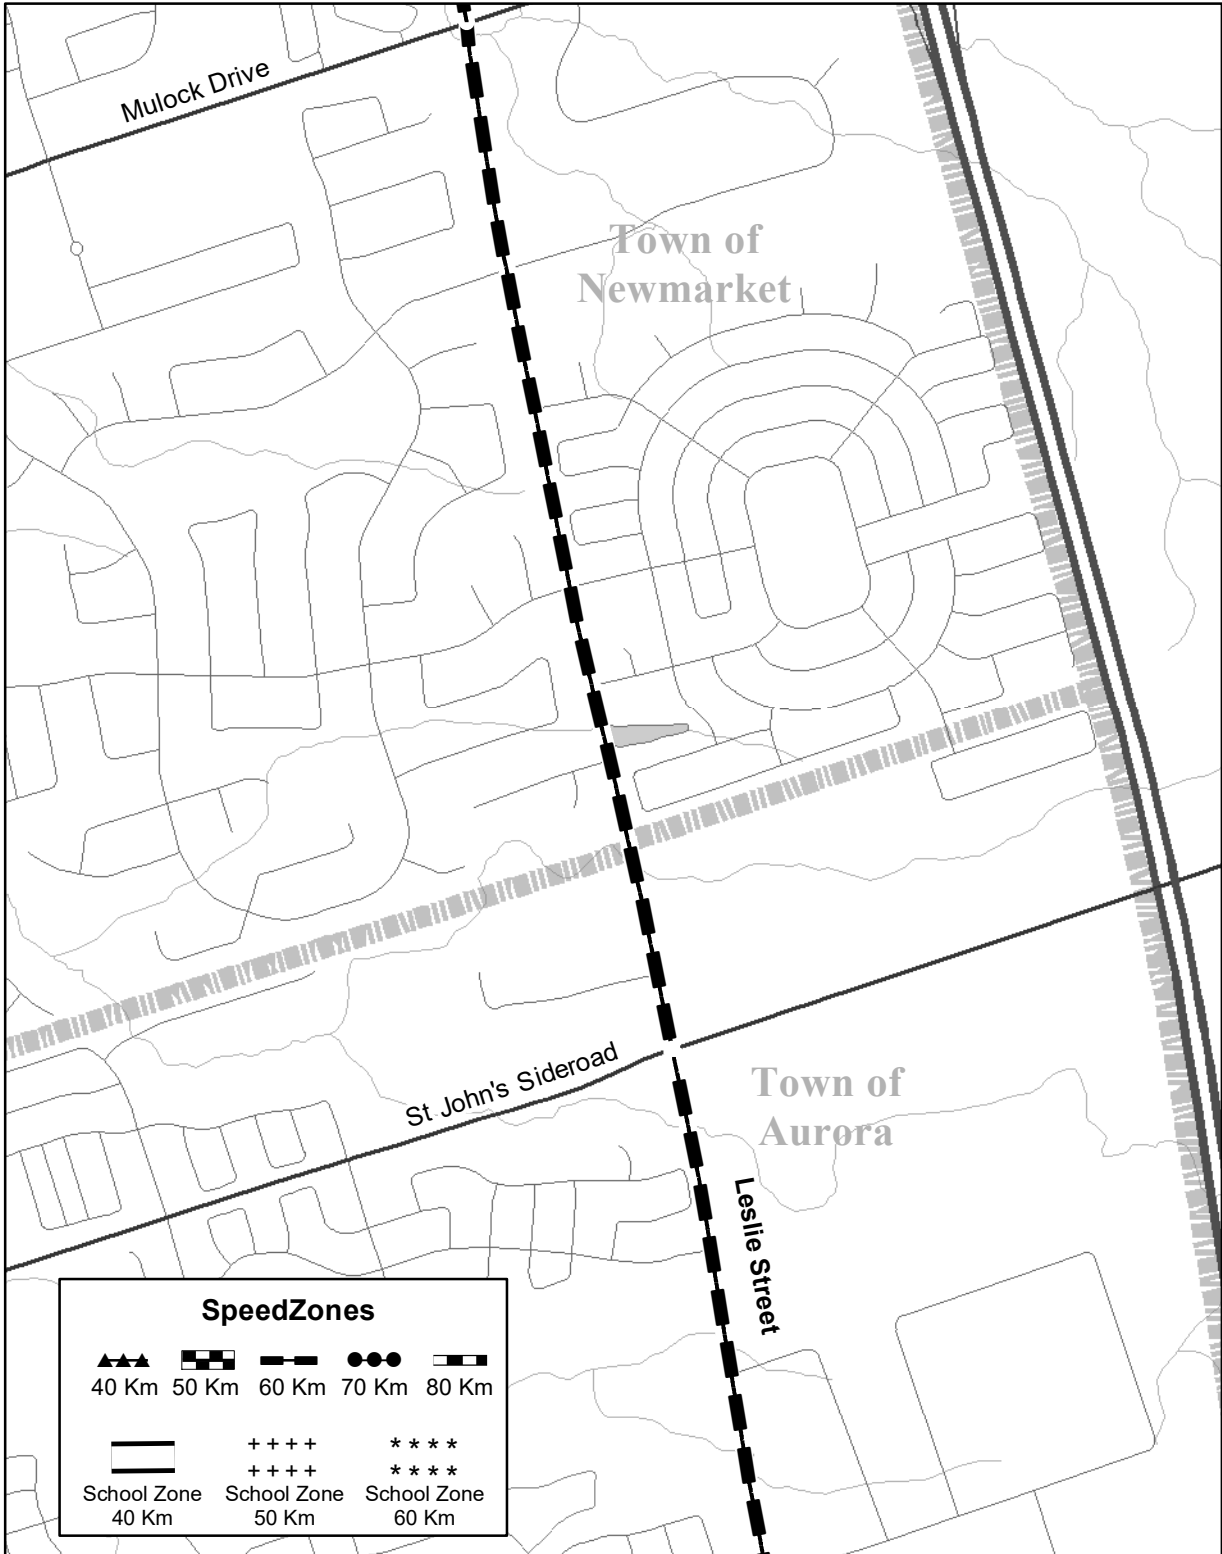 Mulock Drive
Town of
Newmarket
St John's Sideroad
Town of
Aurora
Leslie Street
SpeedZones
40 Km 50 Km 60 Km 70 Km 80 Km
+ + + + * * * *
+ + + + * * * *
School Zone School Zone School Zone
40 Km 50 Km 60 Km